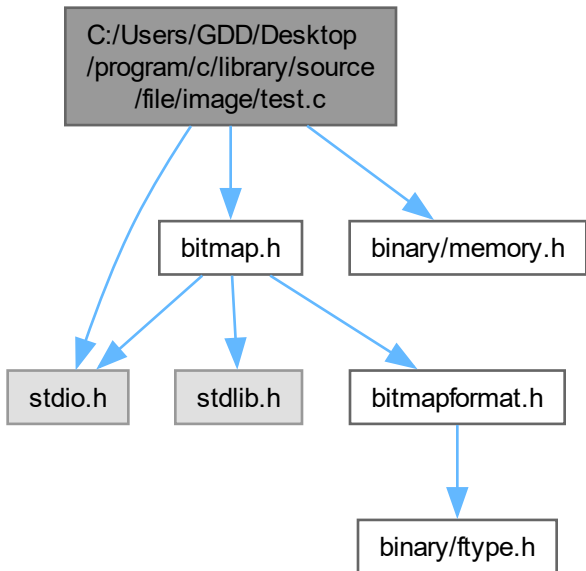 C:/Users/GDD/Desktop
/program/c/library/source
/file/image/test.c
bitmap.h
binary/memory.h
stdio.h
stdlib.h
bitmapformat.h
binary/ftype.h